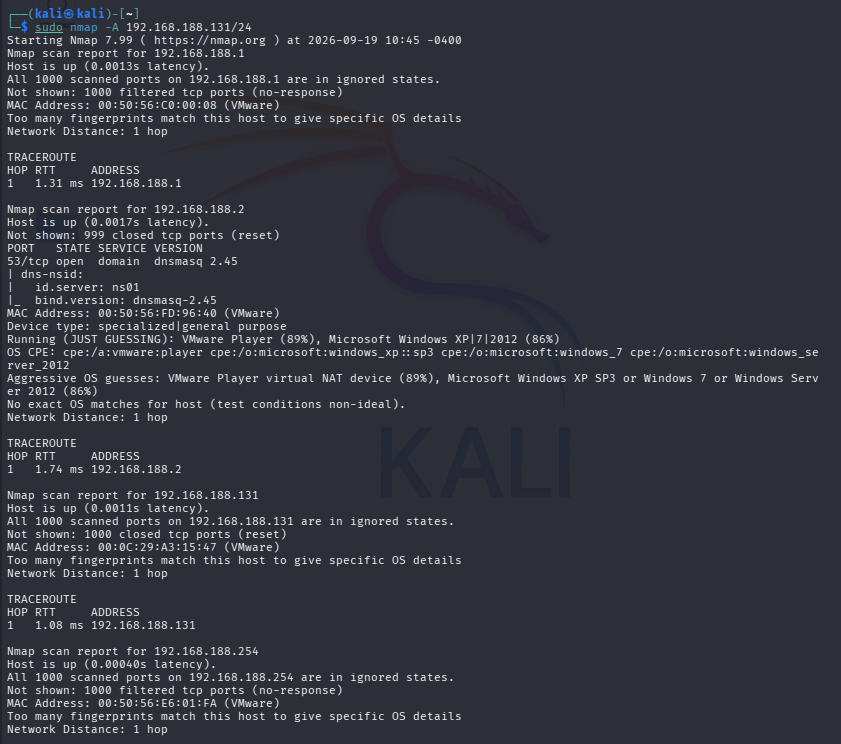 ┌──(kali㉿kali)-[~]
└─$ sudo nmap -A 192.168.188.131/24
Starting Nmap 7.99 ( https://nmap.org ) at 2026-09-19 10:45 -0400
Nmap scan report for 192.168.188.1
Host is up (0.0013s latency).
All 1000 scanned ports on 192.168.188.1 are in ignored states.
Not shown: 1000 filtered tcp ports (no-response)
MAC Address: 00:50:56:C0:00:08 (VMware)
Too many fingerprints match this host to give specific OS details
Network Distance: 1 hop

TRACEROUTE
HOP RTT     ADDRESS
1   1.31 ms 192.168.188.1

Nmap scan report for 192.168.188.2
Host is up (0.0017s latency).
Not shown: 999 closed tcp ports (reset)
PORT   STATE SERVICE VERSION
53/tcp open  domain  dnsmasq 2.45
| dns-nsid:
|   id.server: ns01
|_  bind.version: dnsmasq-2.45
MAC Address: 00:50:56:FD:96:40 (VMware)
Device type: specialized|general purpose
Running (JUST GUESSING): VMware Player (89%), Microsoft Windows XP|7|2012 (86%)
OS CPE: cpe:/a:vmware:player cpe:/o:microsoft:windows_xp::sp3 cpe:/o:microsoft:windows_7 cpe:/o:microsoft:windows_se
rver_2012
Aggressive OS guesses: VMware Player virtual NAT device (89%), Microsoft Windows XP SP3 or Windows 7 or Windows Serv
er 2012 (86%)
No exact OS matches for host (test conditions non-ideal).
Network Distance: 1 hop

TRACEROUTE
HOP RTT     ADDRESS
1   1.74 ms 192.168.188.2

Nmap scan report for 192.168.188.131
Host is up (0.0011s latency).
All 1000 scanned ports on 192.168.188.131 are in ignored states.
Not shown: 1000 closed tcp ports (reset)
MAC Address: 00:0C:29:A3:15:47 (VMware)
Too many fingerprints match this host to give specific OS details
Network Distance: 1 hop

TRACEROUTE
HOP RTT     ADDRESS
1   1.08 ms 192.168.188.131

Nmap scan report for 192.168.188.254
Host is up (0.00040s latency).
All 1000 scanned ports on 192.168.188.254 are in ignored states.
Not shown: 1000 filtered tcp ports (no-response)
MAC Address: 00:50:56:E6:01:FA (VMware)
Too many fingerprints match this host to give specific OS details
Network Distance: 1 hop
KALI